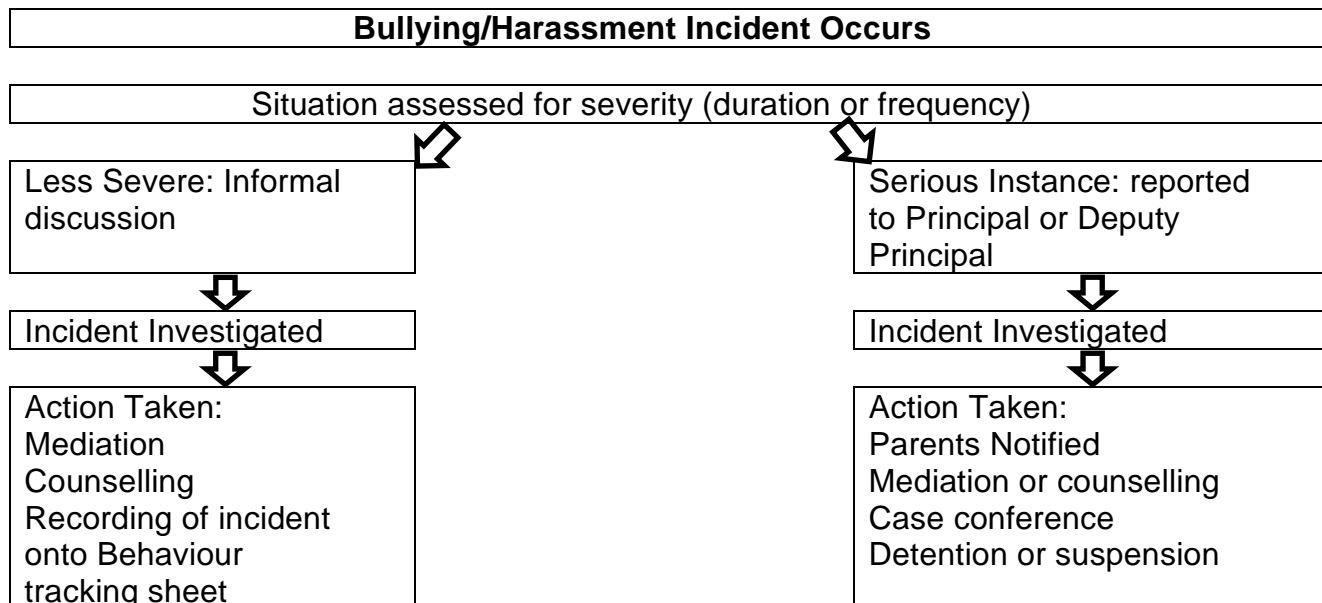 Bullying/Harassment Incident Occurs
Situation assessed for severity (duration or frequency)
Less Severe: Informal
discussion
Serious Instance: reported
to Principal or Deputy
Principal
Incident Investigated
Incident Investigated
Action Taken:
Mediation
Counselling
Recording of incident
onto Behaviour
tracking sheet
Action Taken:
Parents Notified
Mediation or counselling
Case conference
Detention or suspension